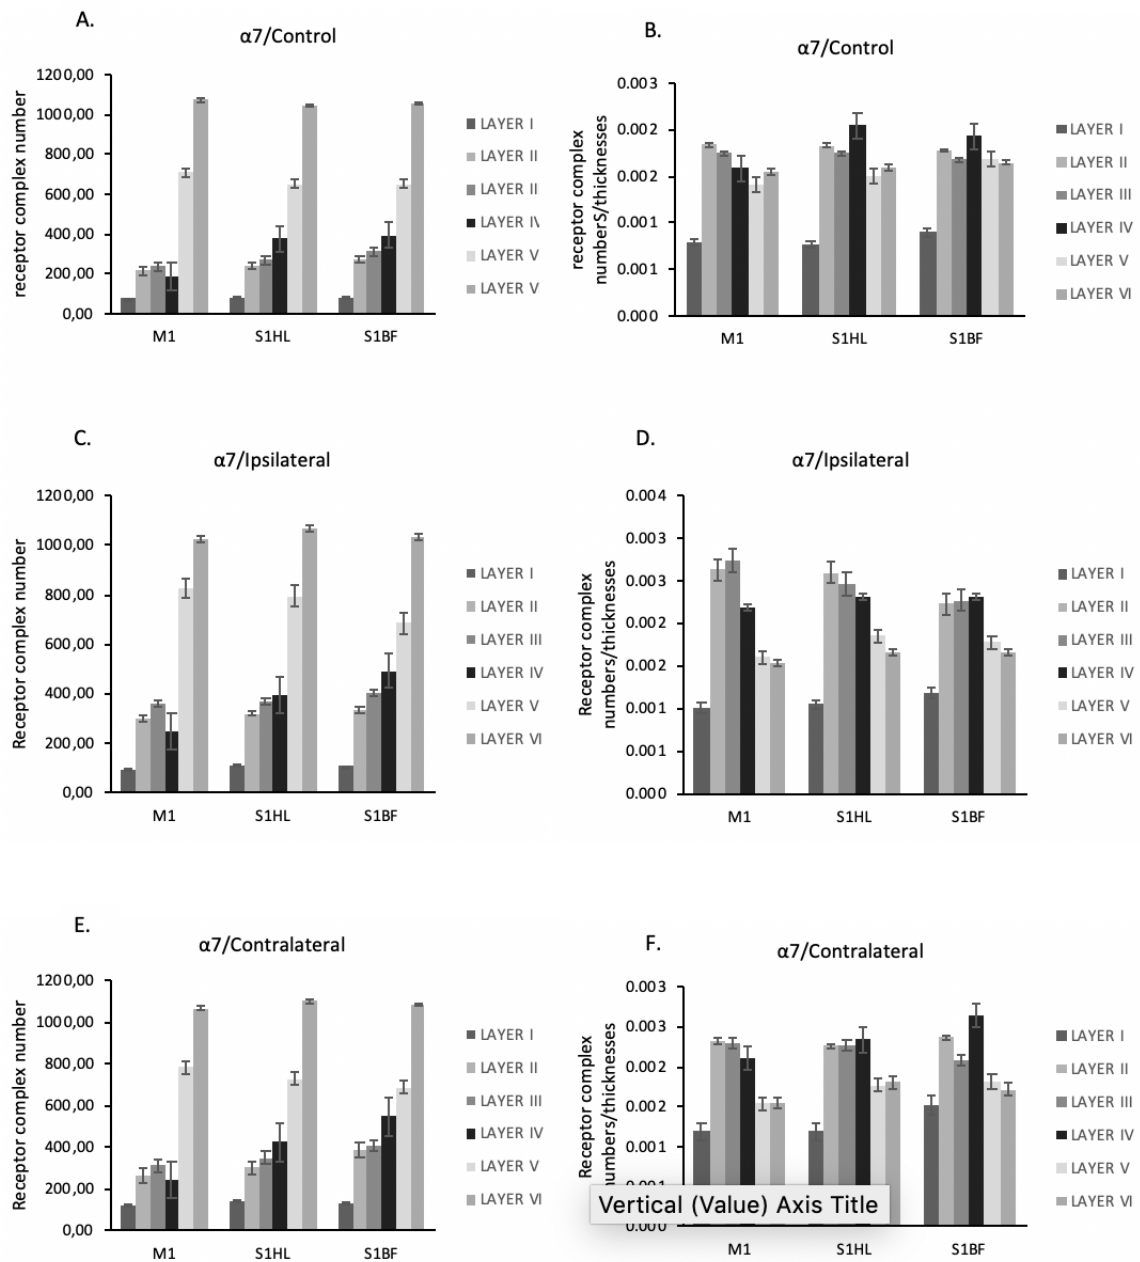 A.
α7/Control
receptor complex number
1200,00
1000,00
800,00
600,00
400,00
200,00
0,00
M1 S1HL S1BF
LAYER I
LAYER II
LAYER II
LAYER IV
LAYER V
LAYER V
B.
α7/Control
receptor complex
numberS/thicknesses
0.003
0.002
0.002
0.001
0.001
0.000
M1 S1HL S1BF
LAYER I
LAYER II
LAYER III
LAYER IV
LAYER V
LAYER VI
C.
α7/Ipsilateral
Receptor complex number
1200,00
1000,00
800,00
600,00
400,00
200,00
0,00
M1 S1HL S1BF
LAYER I
LAYER II
LAYER III
LAYER IV
LAYER V
LAYER VI
D.
α7/Ipsilateral
Receptor complex
numbers/thicknesses
0.004
0.003
0.003
0.002
0.002
0.001
0.001
0.000
M1 S1HL S1BF
LAYER I
LAYER II
LAYER III
LAYER IV
LAYER V
LAYER VI
E.
α7/Contralateral
Receptor complex number
1200,00
1000,00
800,00
600,00
400,00
200,00
0,00
M1 S1HL S1BF
LAYER I
LAYER II
LAYER III
LAYER IV
LAYER V
LAYER VI
F.
α7/Contralateral
Receptor complex
numbers/thicknesses
0.003
0.003
0.002
0.002
0.001
0.000
Vertical (Value) Axis Title
M1 S1HL S1BF
LAYER I
LAYER II
LAYER III
LAYER IV
LAYER V
LAYER VI